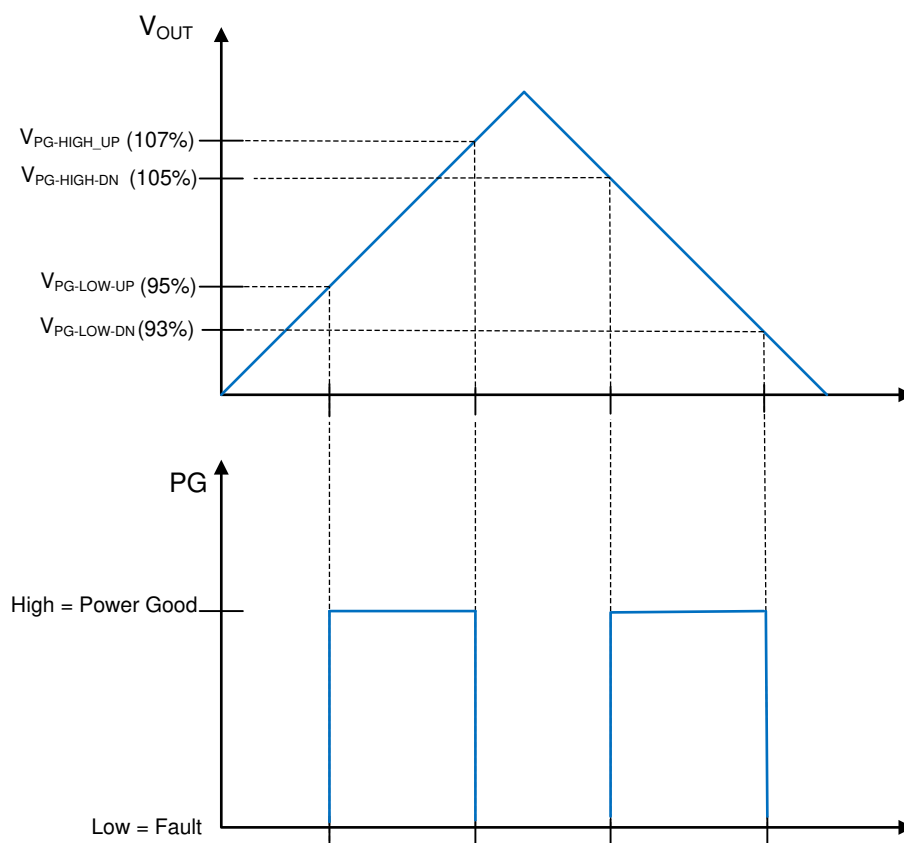 VOUT
VPG-HIGH_UP (107%)
VPG-HIGH-DN (105%)
VPG-LOW-UP (95%)
VPG-LOW-DN (93%)
PG
High = Power Good
Low = Fault